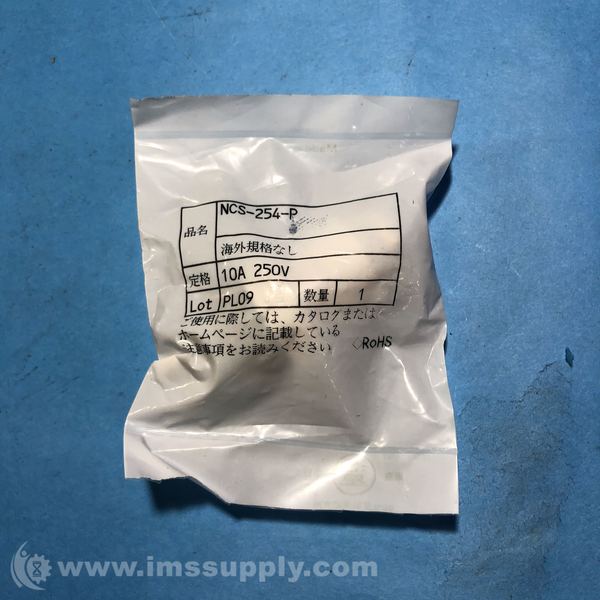 品名 NCS-254-P
海外規格なし
定格 10A 250V
Lot PL09 数量 1
ご使用に際しては、カタログまたは
ホームページに記載している
注意事項をお読みください
RoHS
www.imssupply.com